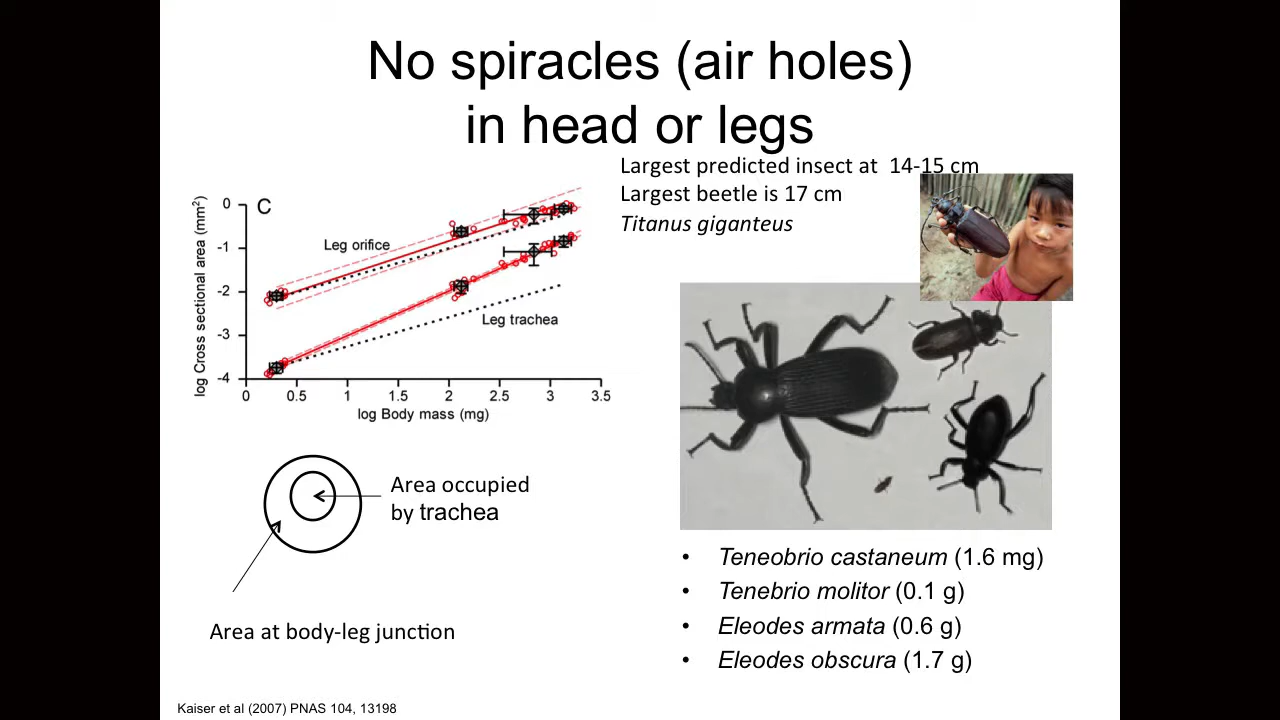 No spiracles (air holes)
in head or legs
Largest predicted insect at 14-15 cm
Largest beetle is 17 cm
Titanus giganteus
C
log Cross sectional area (mm²)
0
-1
-2
-3
-4
Leg orifice
Leg trachea
0 0.5 1 1.5 2 2.5 3 3.5
log Body mass (mg)
Area occupied
by trachea
Area at body-leg junction
• Teneobrio castaneum (1.6 mg)
• Tenebrio molitor (0.1 g)
• Eleodes armata (0.6 g)
• Eleodes obscura (1.7 g)
Kaiser et al (2007) PNAS 104, 13198